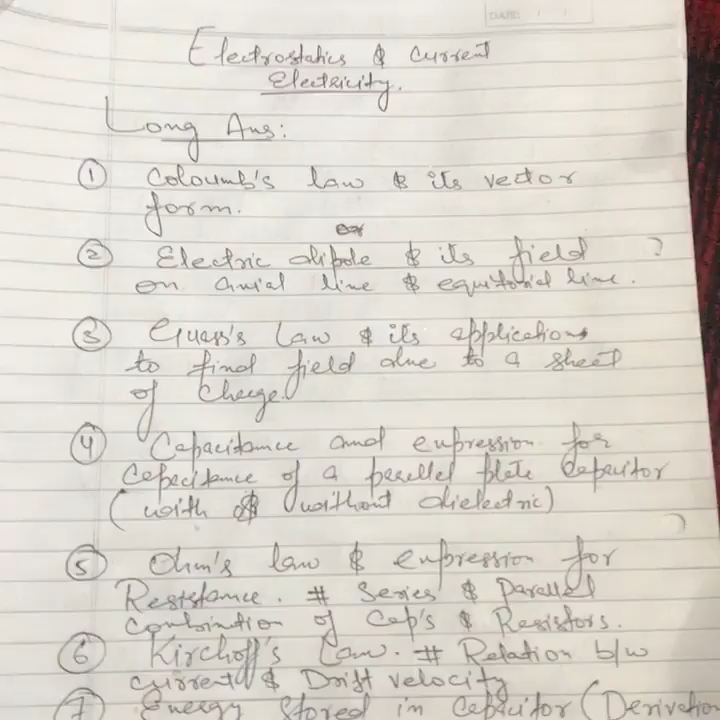 DATE: / /
Electrostatics & Current
Electricity.
Long Ans:
① Coloumb's law & its vector
form.
② Electric dipole & its field
on axial line & equitorial line.
③ Guass's Law & its applications
to find field due to a sheet
of Charge.
④ Capacitance and expression for
Capacitance of a parallel plate Capacitor
(with & without dielectric)
⑤ Ohm's law & expression for
Resistance. # Series & Parallel
Combination of Cap's & Resistors.
⑥ Kirchoff's Law. # Relation b/w
current & Drift velocity
⑦ Energy Stored in Capacitor (Derivation